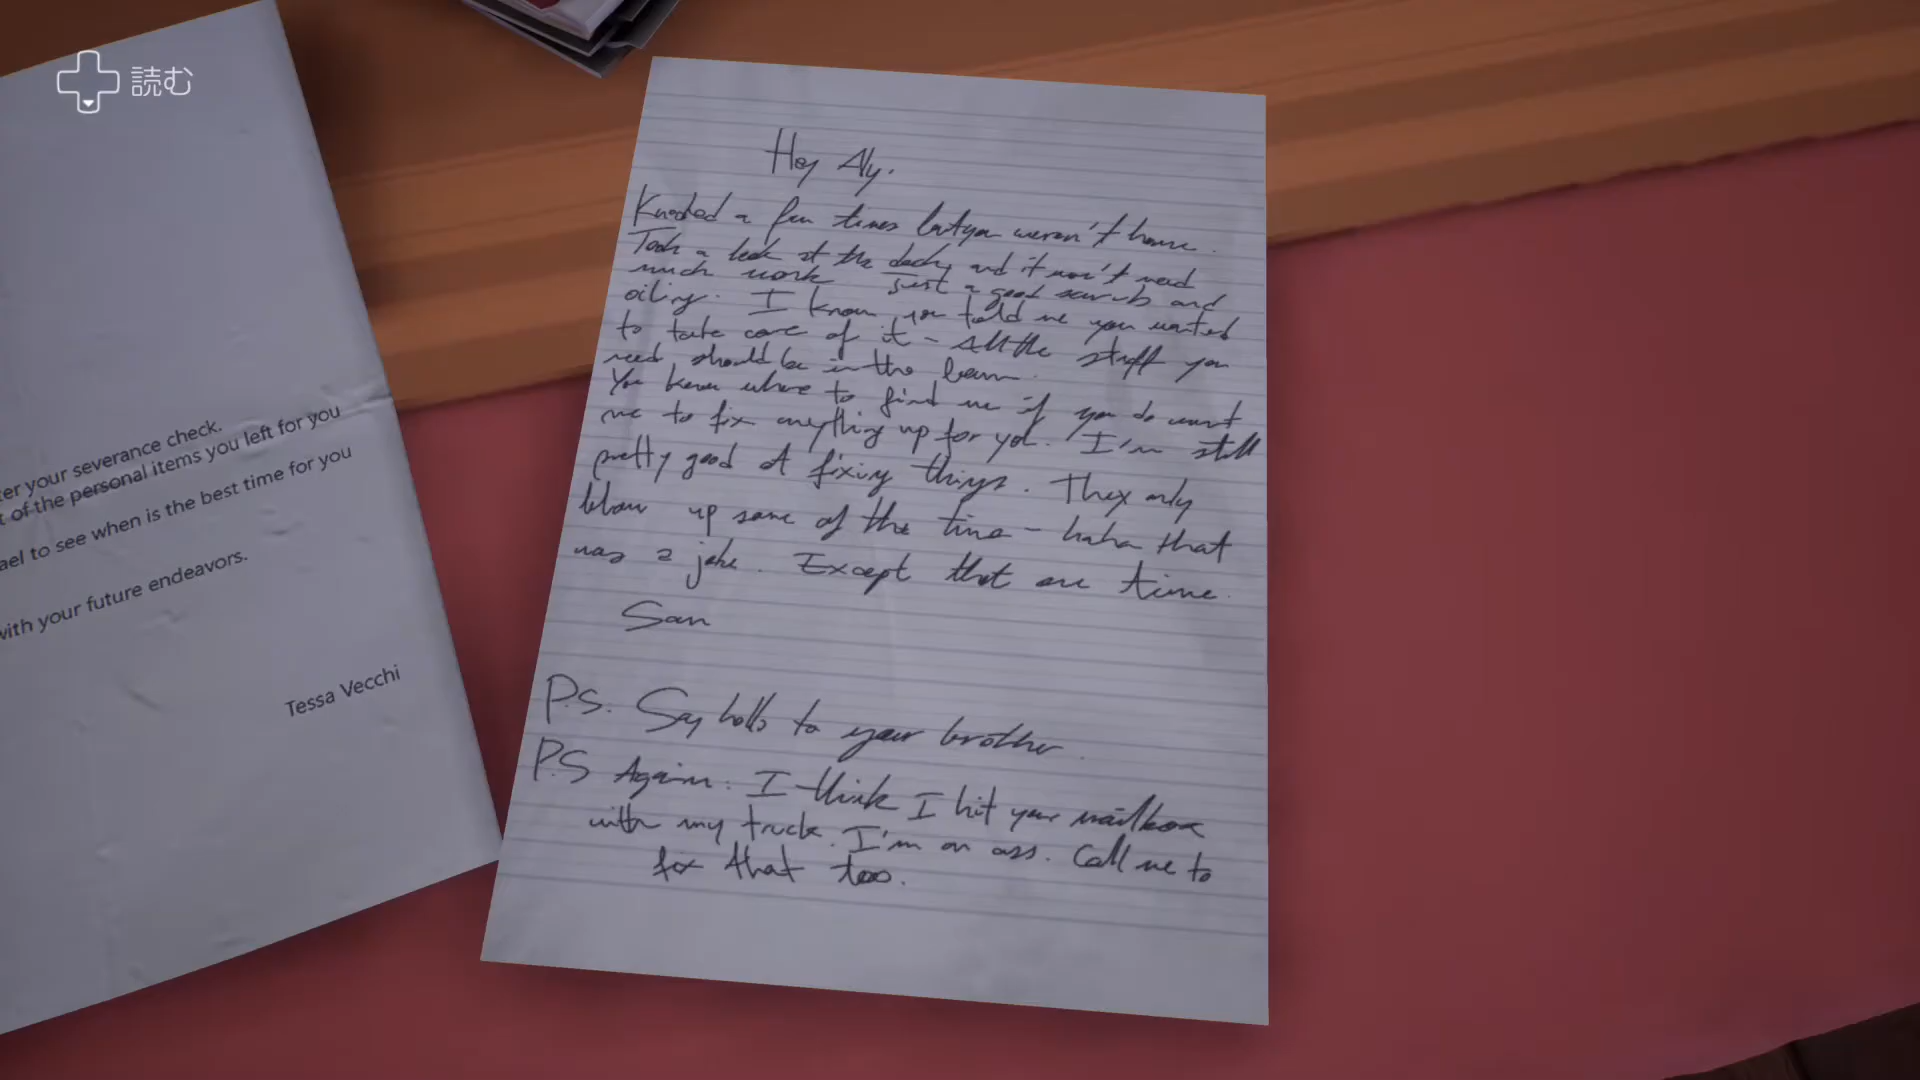 読む
er your severance check.
t of the personal items you left for you
ael to see when is the best time for you
with your future endeavors.
Tessa Vecchi
Hey Aly.
Knocked a few times but you weren't home.
Took a look at the dock, and it won't need
much work Just a good scrub and
oiling. I know you told me you wanted
to take care of it - All the stuff you
need should be in the barn.
You know where to find me if you do want
me to fix anything up for you. I'm still
pretty good at fixing things. They only
blow up some of the time - haha that
was a joke. Except that one time.
Sam
P.S. Say hello to your brother.
P.S Again: I think I hit your mailbox
with my truck. I'm an ass. Call me to
fix that too.